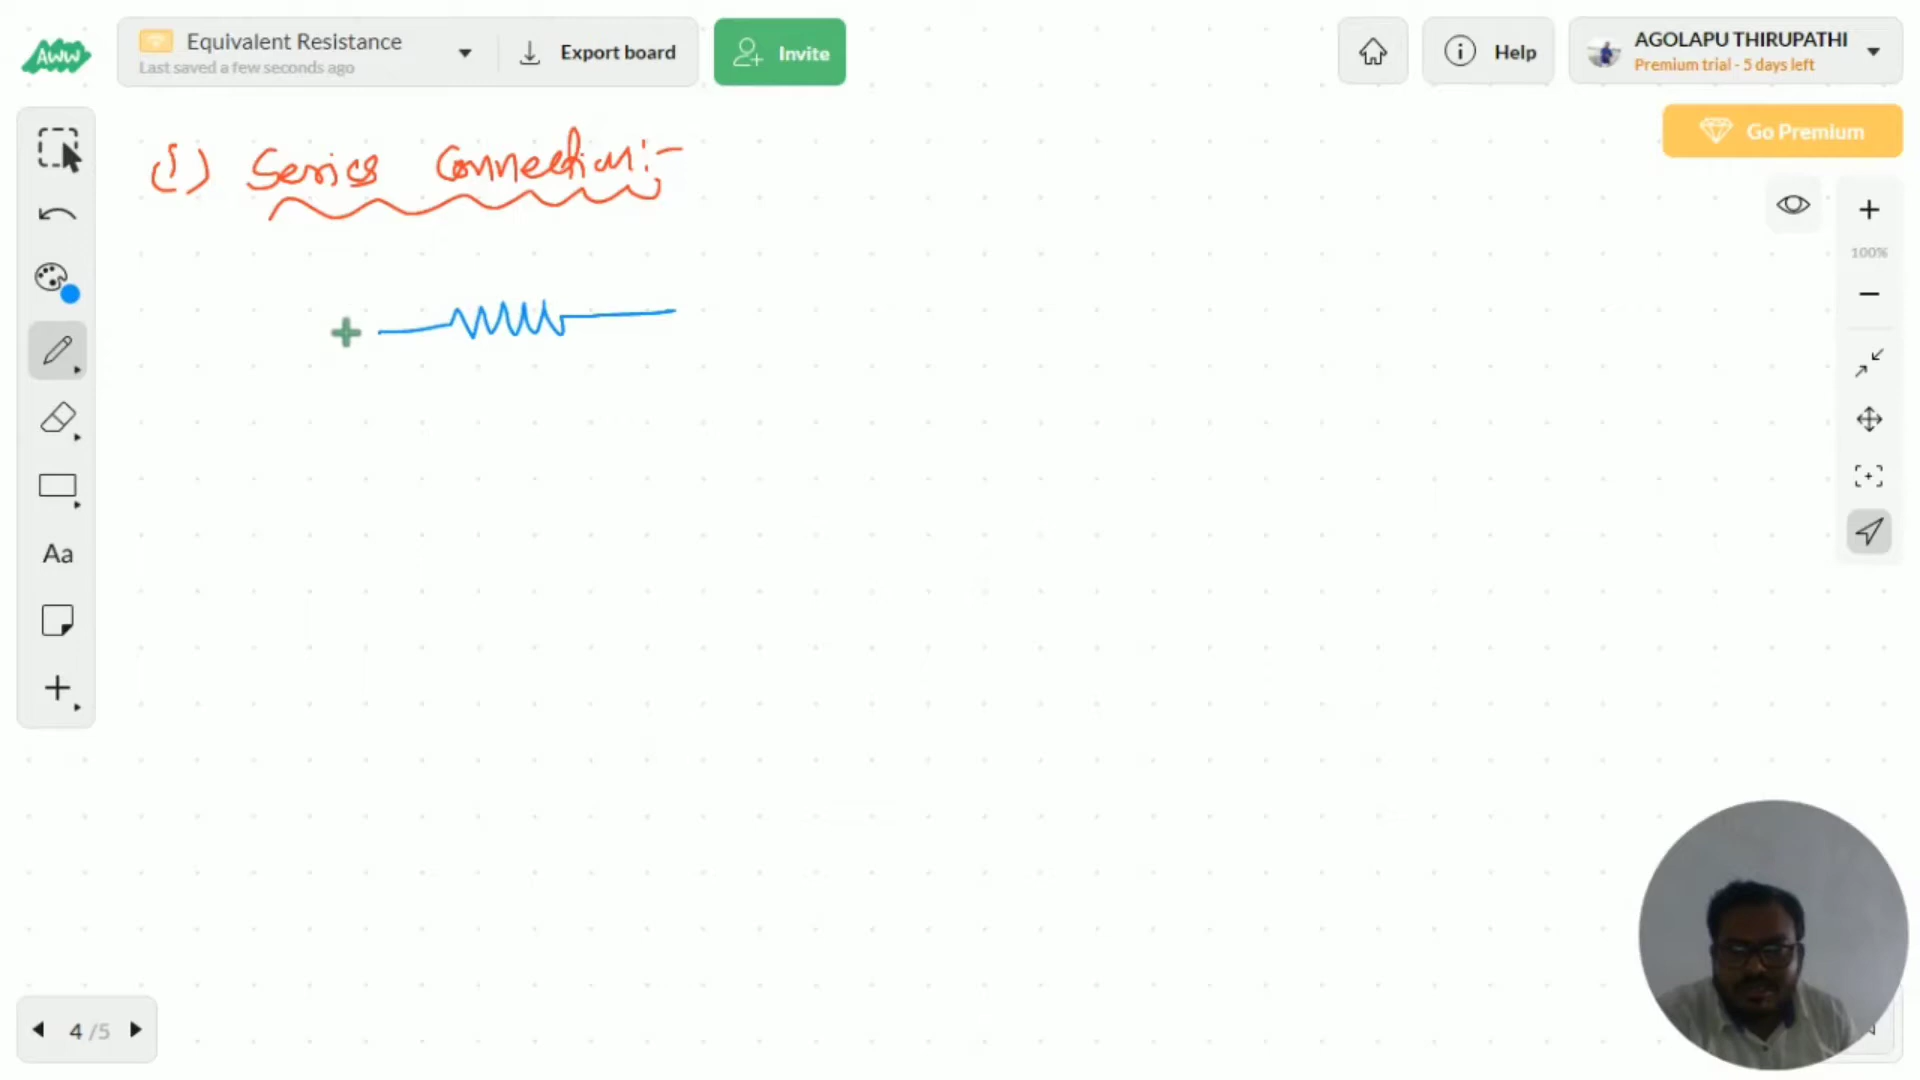 AWW
Equivalent Resistance
Last saved a few seconds ago
Export board
Invite
Help
AGOLAPU THIRUPATHI
Premium trial - 5 days left
Go Premium
(i) Series Connection:-
100%
Aa
4 /5